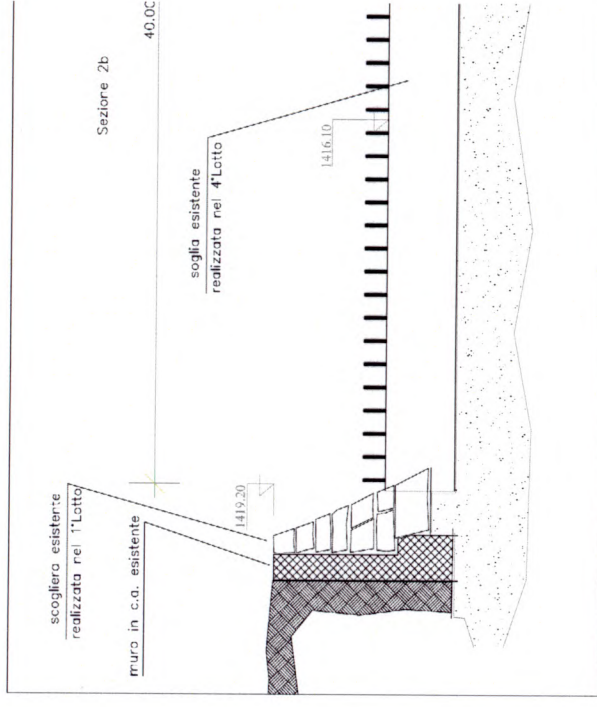 Sezione 2b
40.00
scogliera esistente
realizzata nel 1°Lotto
muro in c.a. esistente
1419.20
soglia esistente
realizzata nel 4°Lotto
1416.10